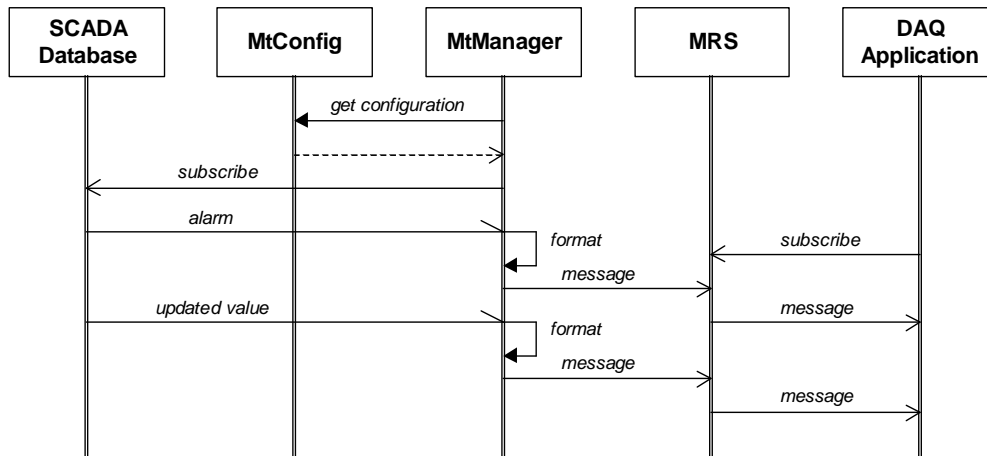 SCADA
Database
MtConfig
MtManager
MRS
DAQ
Application
get configuration
subscribe
alarm
format
subscribe
message
updated value
message
format
message
message